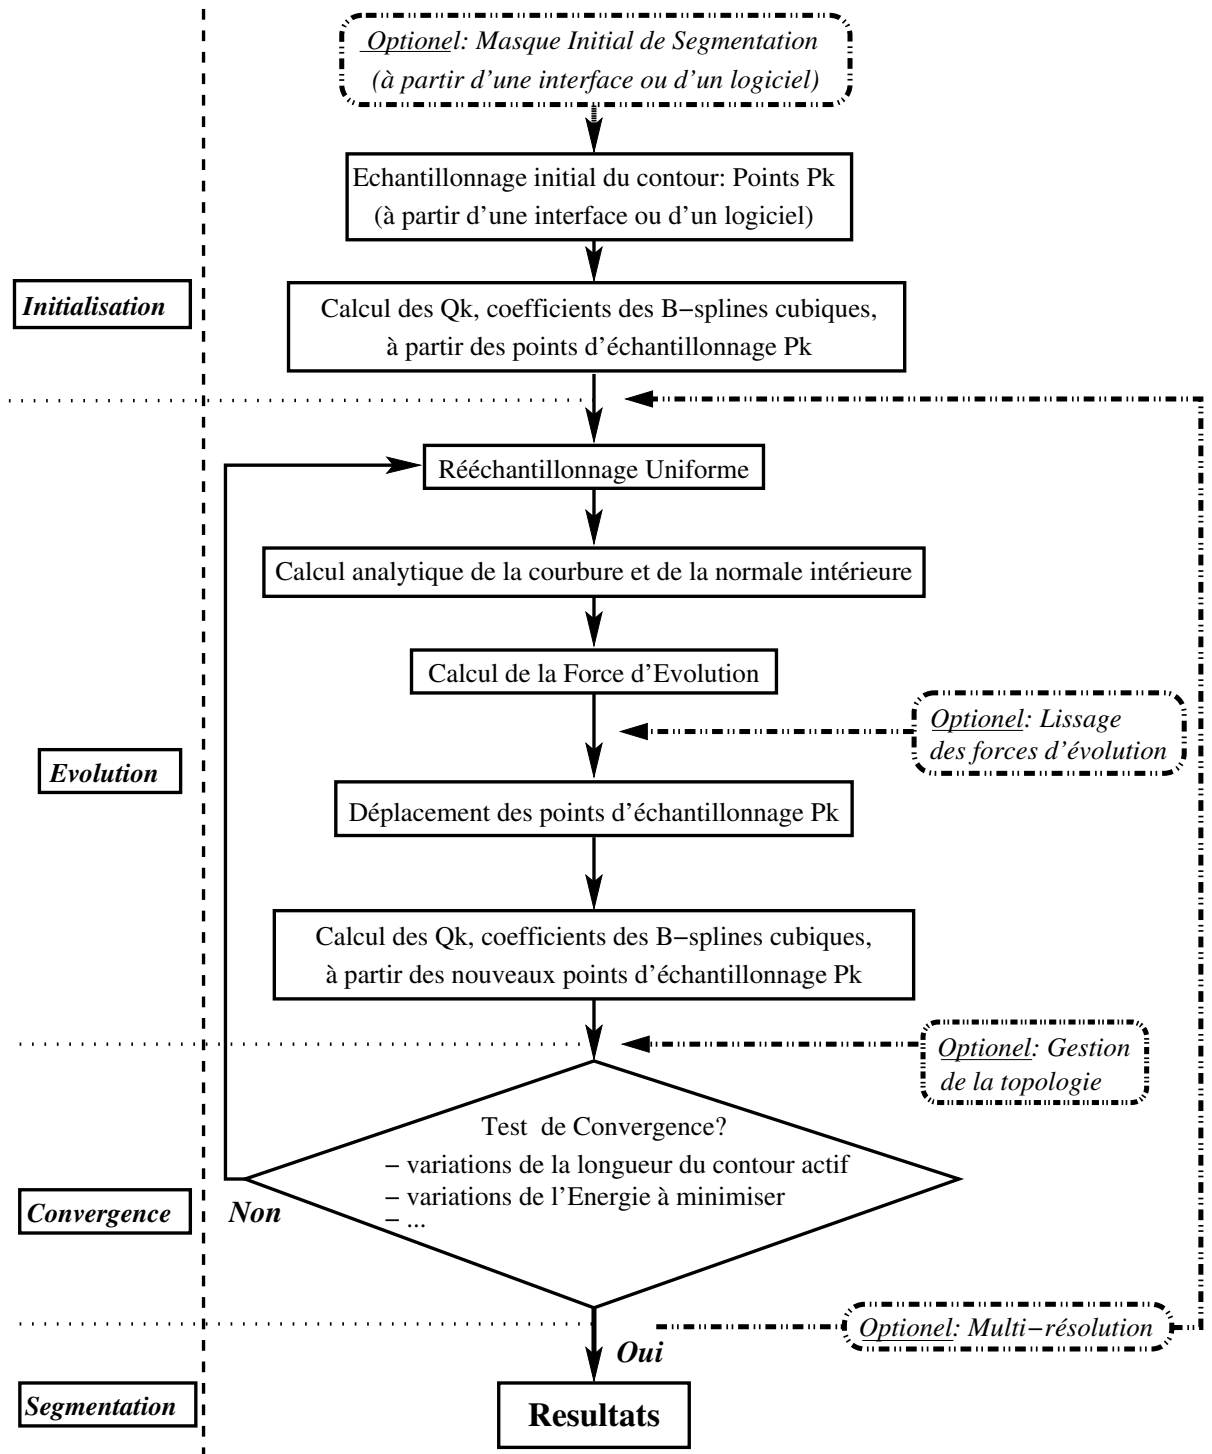 Optionel: Masque Initial de Segmentation
(à partir d'une interface ou d'un logiciel)
Echantillonnage initial du contour: Points Pk
(à partir d'une interface ou d'un logiciel)
Initialisation
Calcul des Qk, coefficients des B−splines cubiques,
à partir des points d'échantillonnage Pk
Rééchantillonnage Uniforme
Calcul analytique de la courbure et de la normale intérieure
Calcul de la Force d'Evolution
Optionel: Lissage
des forces d'évolution
Evolution
Déplacement des points d'échantillonnage Pk
Calcul des Qk, coefficients des B−splines cubiques,
à partir des nouveaux points d'échantillonnage Pk
Optionel: Gestion
de la topologie
Test de Convergence?
− variations de la longueur du contour actif
− variations de l'Energie à minimiser
− ...
Convergence
Non
Optionel: Multi−résolution
Oui
Segmentation
Resultats